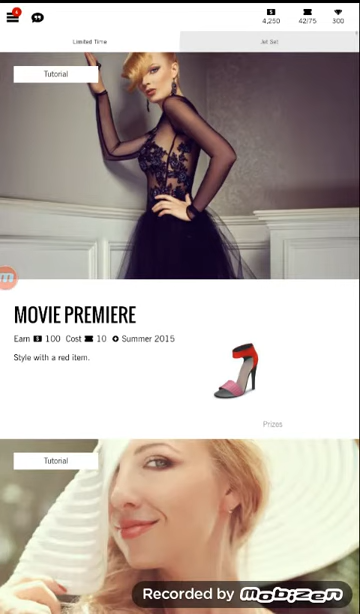 4
4,250
42/75
300
Limited Time
Jet Set
Tutorial
MOVIE PREMIERE
Earn $ 100 Cost 10 Summer 2015
Style with a red item.
Prizes
Tutorial
Recorded by mobizen